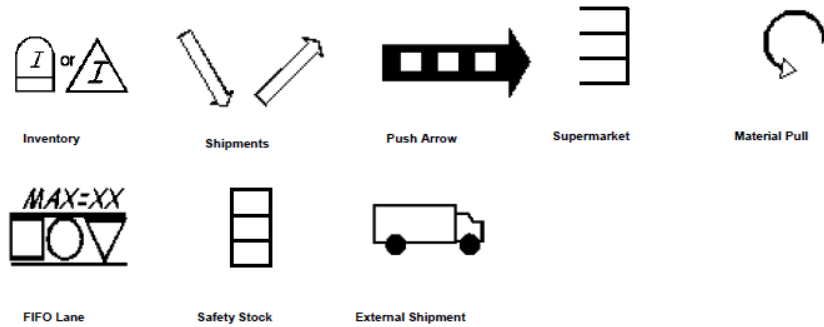 I or I
Inventory
Shipments
Push Arrow
Supermarket
Material Pull
MAX=XX
FIFO Lane
Safety Stock
External Shipment